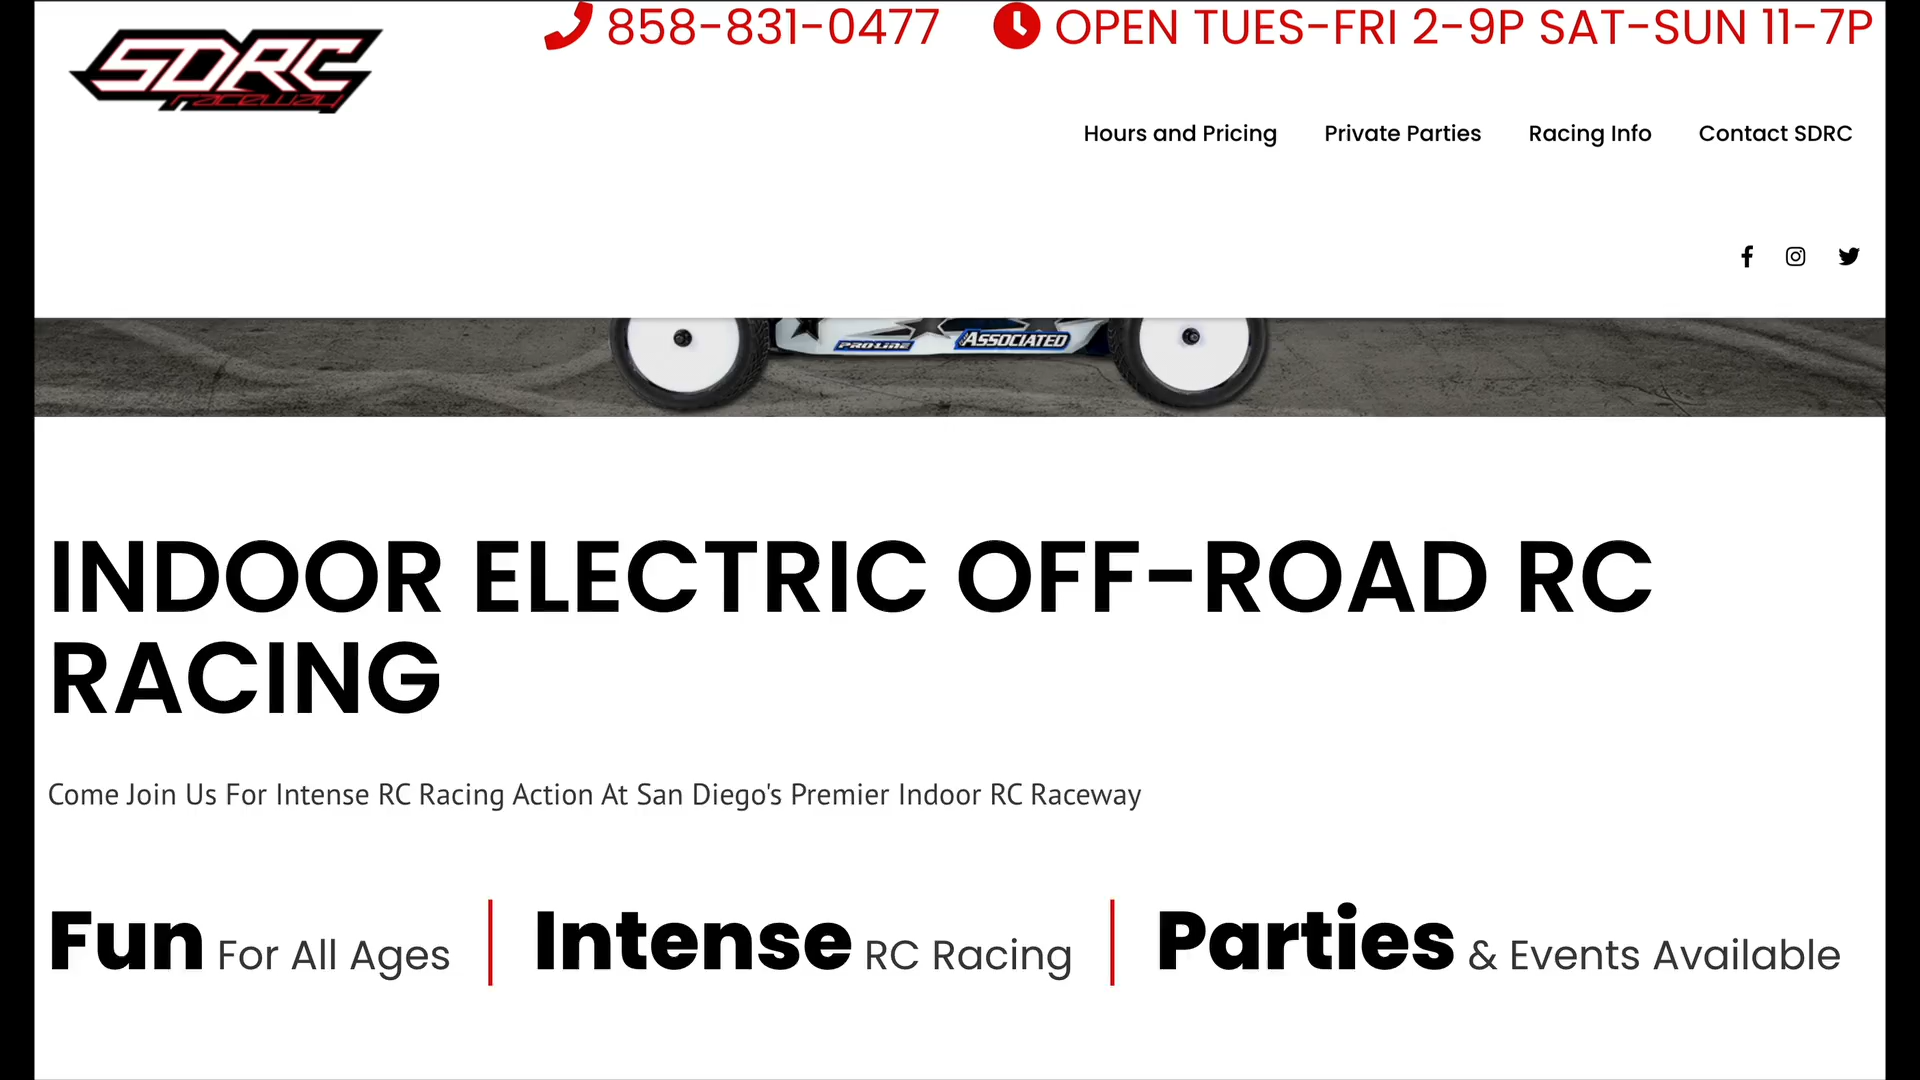 SDRC
raceway
858-831-0477
OPEN TUES-FRI 2-9P SAT-SUN 11-7P
Hours and Pricing
Private Parties
Racing Info
Contact SDRC
PRO-LINE
ASSOCIATED
INDOOR ELECTRIC OFF-ROAD RC
RACING
Come Join Us For Intense RC Racing Action At San Diego's Premier Indoor RC Raceway
Fun For All Ages
Intense RC Racing
Parties & Events Available